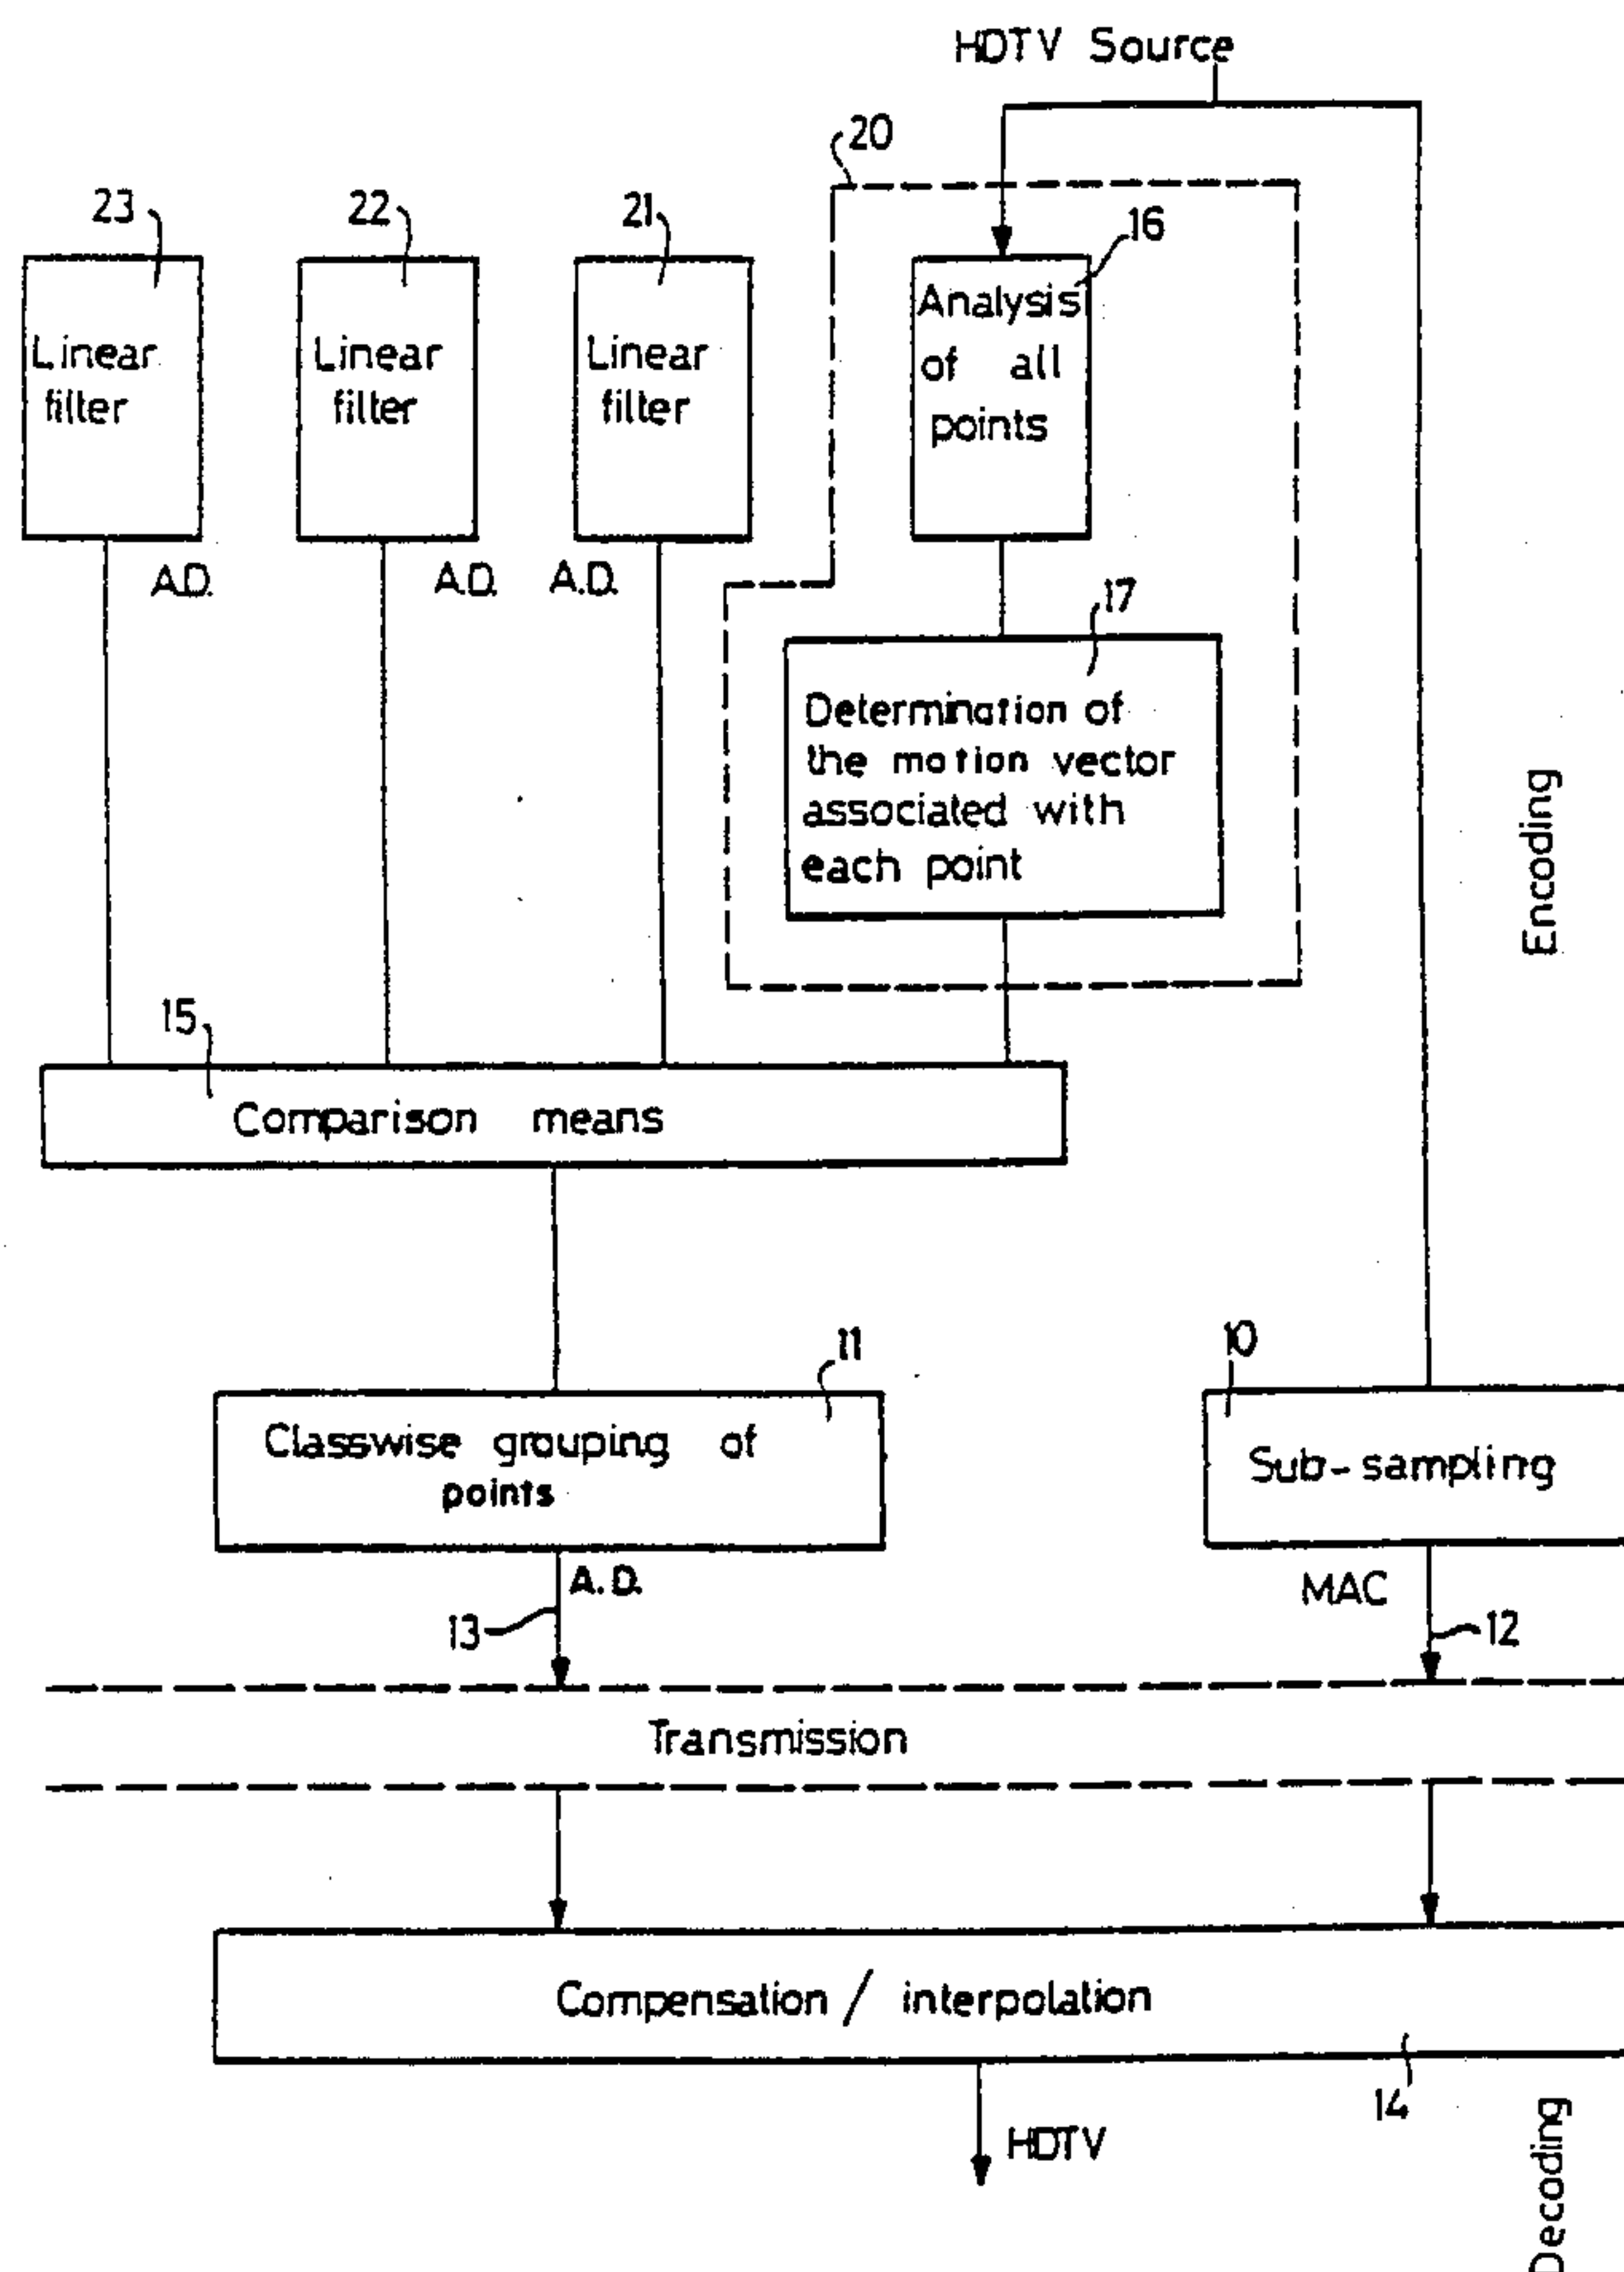 HDTV Source
20
23
22
21
16
Linear
filter
Linear
filter
Linear
filter
Analysis
of all
points
A.D.
A.D.
A.D.
17
Determination of
the motion vector
associated with
each point
Encoding
15
Comparison means
11
10
Classwise grouping of
points
Sub-sampling
A.D.
MAC
13
12
Transmission
Compensation / interpolation
14
HDTV
Decoding